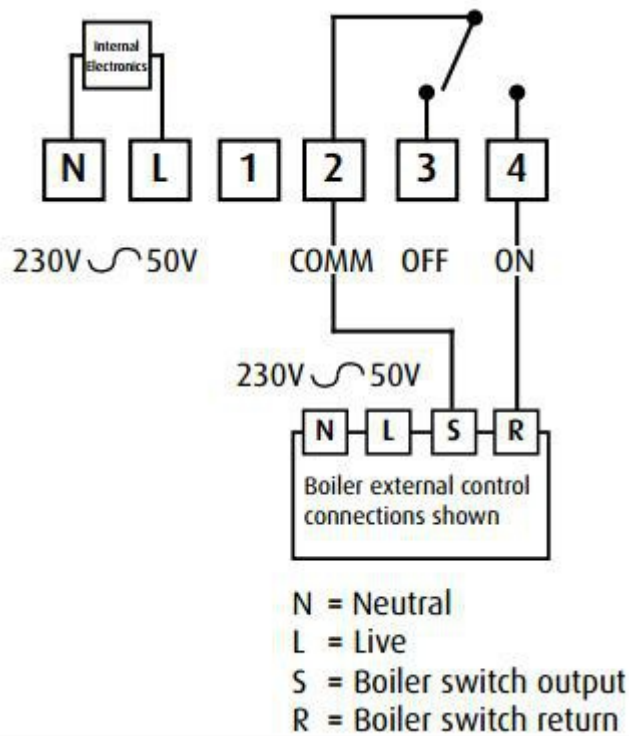 Internal
Electronics
N L 1 2 3 4
230V 50V COMM OFF ON
230V 50V
N L S R
Boiler external control
connections shown
N = Neutral
L = Live
S = Boiler switch output
R = Boiler switch return